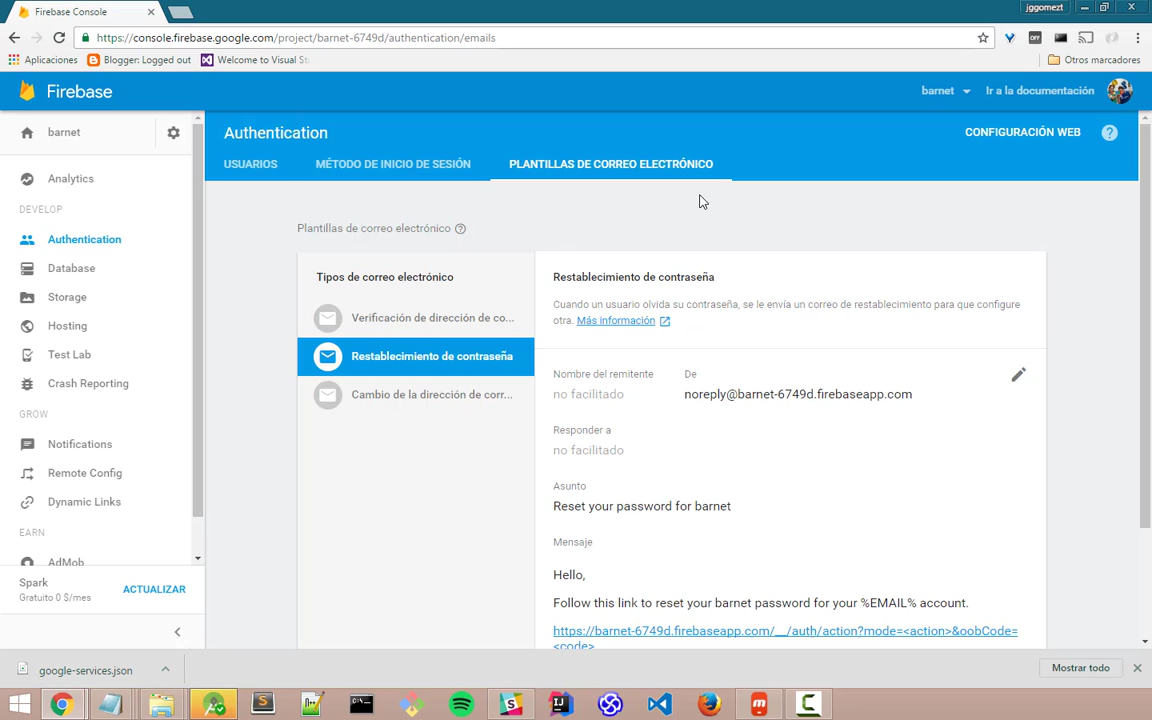 Firebase Console
jggomezt
https://console.firebase.google.com/project/barnet-6749d/authentication/emails
OFF
Aplicaciones
Blogger: Logged out
Welcome to Visual Stu
Otros marcadores
Firebase
barnet
Ir a la documentación
barnet
Authentication
CONFIGURACIÓN WEB
USUARIOS
MÉTODO DE INICIO DE SESIÓN
PLANTILLAS DE CORREO ELECTRÓNICO
Analytics
DEVELOP
Authentication
Database
Storage
Hosting
Test Lab
Crash Reporting
GROW
Notifications
Remote Config
Dynamic Links
EARN
AdMob
Spark
Gratuito 0 $/mes
ACTUALIZAR
Plantillas de correo electrónico
Tipos de correo electrónico
Verificación de dirección de co...
Restablecimiento de contraseña
Cambio de la dirección de corr...
Restablecimiento de contraseña
Cuando un usuario olvida su contraseña, se le envía un correo de restablecimiento para que configure
otra. Más información
Nombre del remitente
no facilitado
De
noreply@barnet-6749d.firebaseapp.com
Responder a
no facilitado
Asunto
Reset your password for barnet
Mensaje
Hello,
Follow this link to reset your barnet password for your %EMAIL% account.
https://barnet-6749d.firebaseapp.com/__/auth/action?mode=<action>&oobCode=
<code>
google-services.json
Mostrar todo